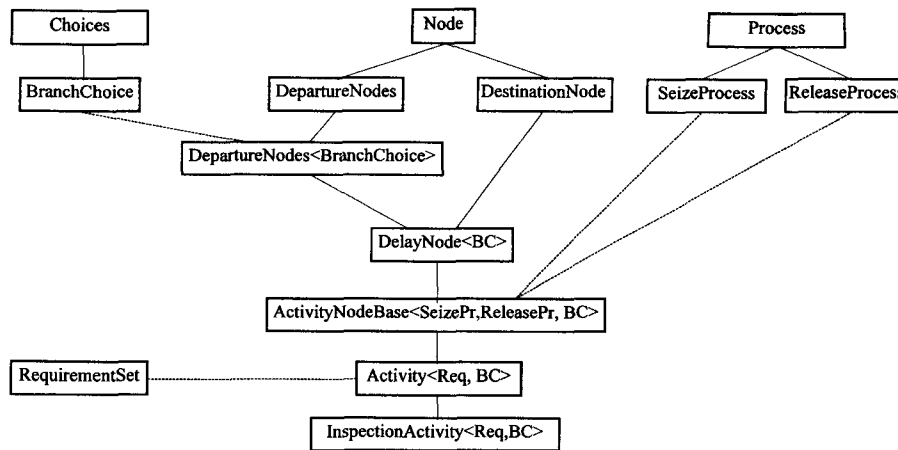 Choices
Node
Process
BranchChoice
DepartureNodes
DestinationNode
SeizeProcess
ReleaseProcess
DepartureNodes<BranchChoice>
DelayNode<BC>
ActivityNodeBase<SeizePr,ReleasePr, BC>
RequirementSet
Activity<Req, BC>
InspectionActivity<Req,BC>